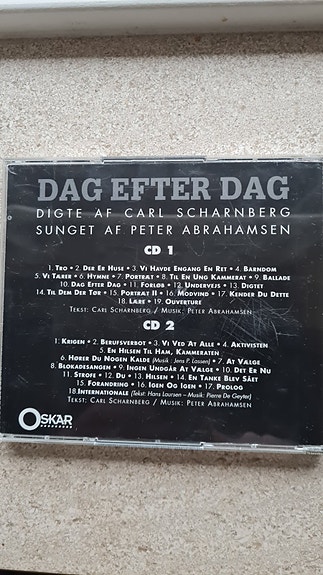 DAG EFTER DAG
DIGTE AF CARL SCHARNBERG
SUNGET AF PETER ABRAHAMSEN
CD 1
1. Tro • 2. Der Er Huse • 3. Vi Havde Engang En Ret • 4. Barndom
5. Vi Tærer • 6. Hymne • 7. Portræt • 8. Til En Ung Kammerat • 9. Ballade
10. Dag Efter Dag • 11. Forløb • 12. Undervejs • 13. Digtet
14. Til Dem Der Tør • 15. Portræt II • 16. Modvind • 17. Kender Du Dette
18. Lære • 19. Ouverture
Tekst: Carl Scharnberg / Musik: Peter Abrahamsen
CD 2
1. Krigen • 2. Berufsverbot • 3. Vi Ved At Alle • 4. Aktivisten
5. En Hilsen Til Ham, Kammeraten
6. Hører Du Nogen Kalde (Musik: Jens P. Lassen) • 7. At Vælge
8. Blokadesangen • 9. Ingen Undgår At Vælge • 10. Det Er Nu
11. Strofe • 12. Du • 13. Hilsen • 14. En Tanke Blev Sået
15. Forandring • 16. Igen Og Igen • 17. Prolog
18. Internationale (Tekst: Hans Laursen – Musik: Pierre De Geyter)
Tekst: Carl Scharnberg / Musik: Peter Abrahamsen
OSKAR